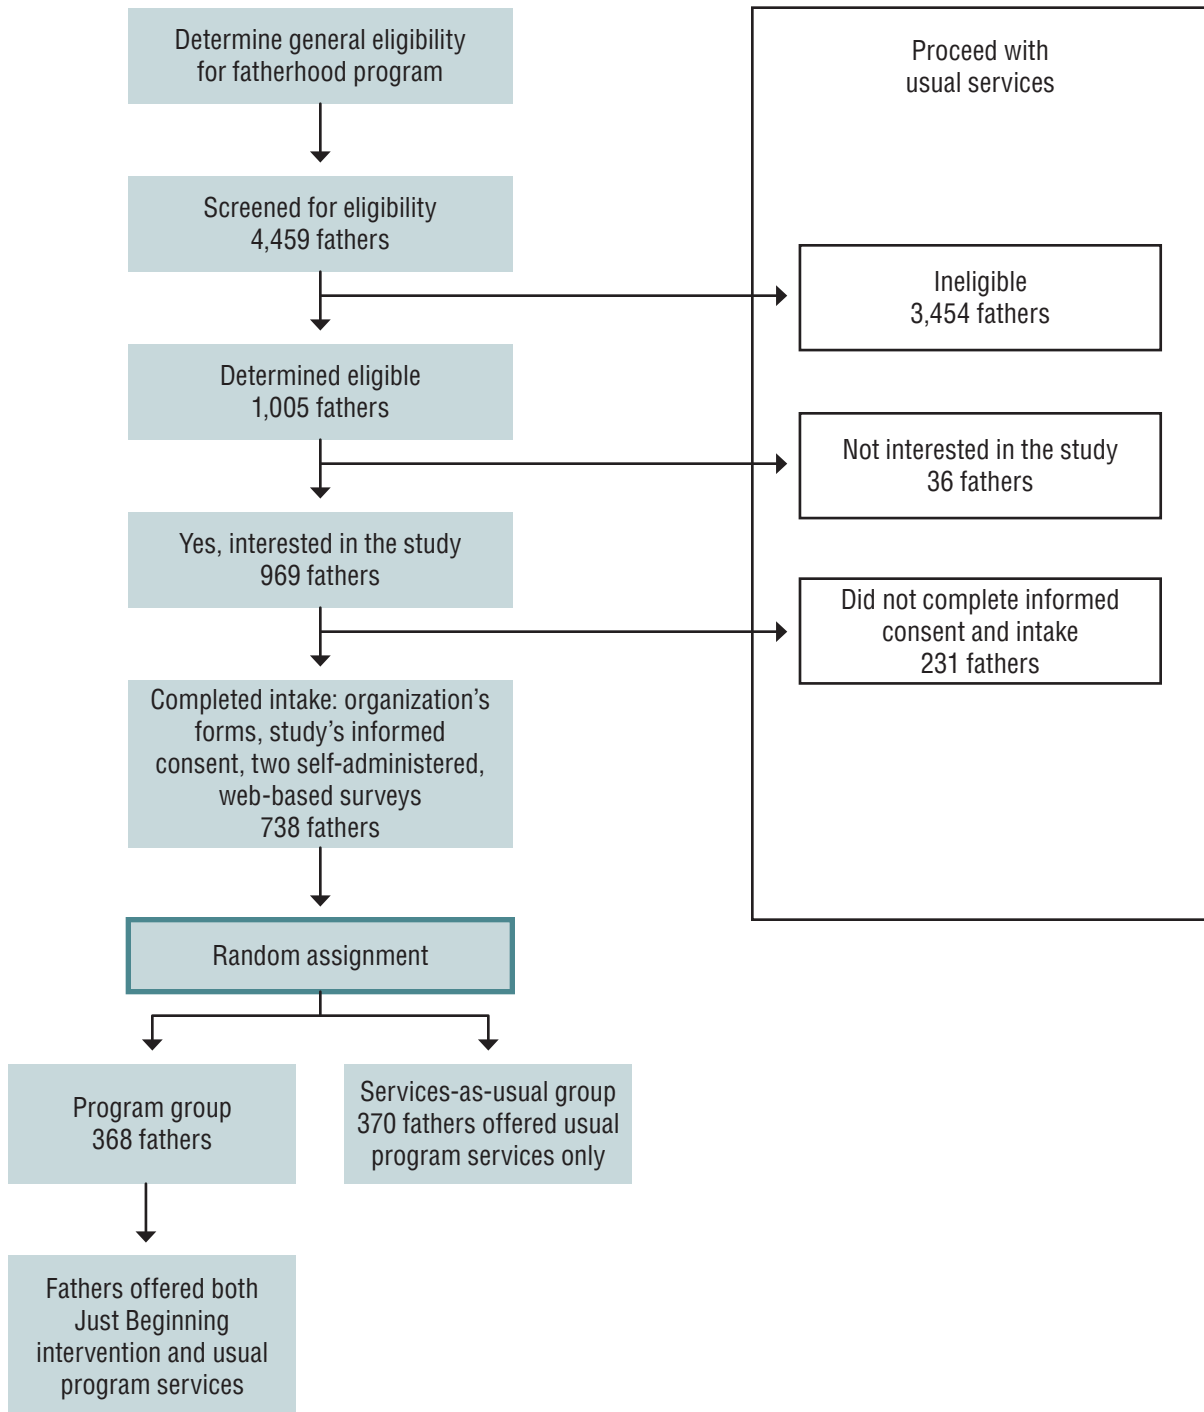 Determine general eligibility
for fatherhood program
Proceed with
usual services
Screened for eligibility
4,459 fathers
Ineligible
3,454 fathers
Determined eligible
1,005 fathers
Not interested in the study
36 fathers
Yes, interested in the study
969 fathers
Did not complete informed
consent and intake
231 fathers
Completed intake: organization’s
forms, study’s informed
consent, two self-administered,
web-based surveys
738 fathers
Random assignment
Program group
368 fathers
Services-as-usual group
370 fathers offered usual
program services only
Fathers offered both
Just Beginning
intervention and usual
program services